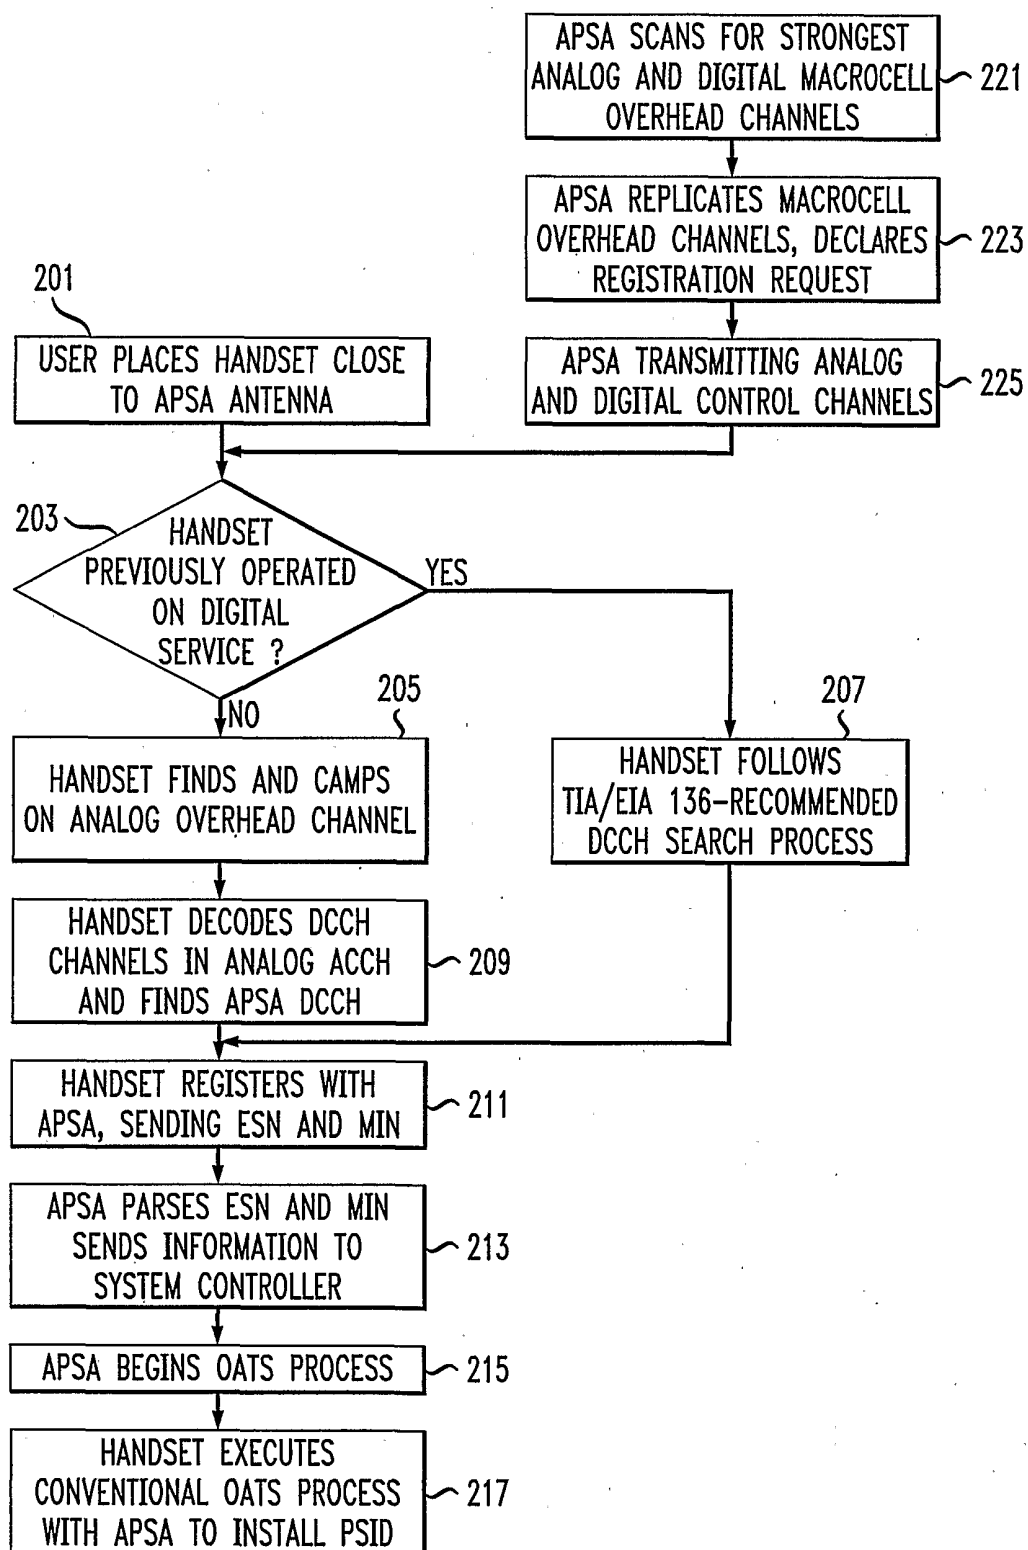 APSA SCANS FOR STRONGEST
ANALOG AND DIGITAL MACROCELL
OVERHEAD CHANNELS
221
APSA REPLICATES MACROCELL
OVERHEAD CHANNELS, DECLARES
REGISTRATION REQUEST
223
201
USER PLACES HANDSET CLOSE
TO APSA ANTENNA
APSA TRANSMITTING ANALOG
AND DIGITAL CONTROL CHANNELS
225
203
HANDSET
PREVIOUSLY OPERATED
ON DIGITAL
SERVICE ?
YES
NO
205
HANDSET FINDS AND CAMPS
ON ANALOG OVERHEAD CHANNEL
207
HANDSET FOLLOWS
TIA/EIA 136-RECOMMENDED
DCCH SEARCH PROCESS
HANDSET DECODES DCCH
CHANNELS IN ANALOG ACCH
AND FINDS APSA DCCH
209
HANDSET REGISTERS WITH
APSA, SENDING ESN AND MIN
211
APSA PARSES ESN AND MIN
SENDS INFORMATION TO
SYSTEM CONTROLLER
213
APSA BEGINS OATS PROCESS
215
HANDSET EXECUTES
CONVENTIONAL OATS PROCESS
WITH APSA TO INSTALL PSID
217